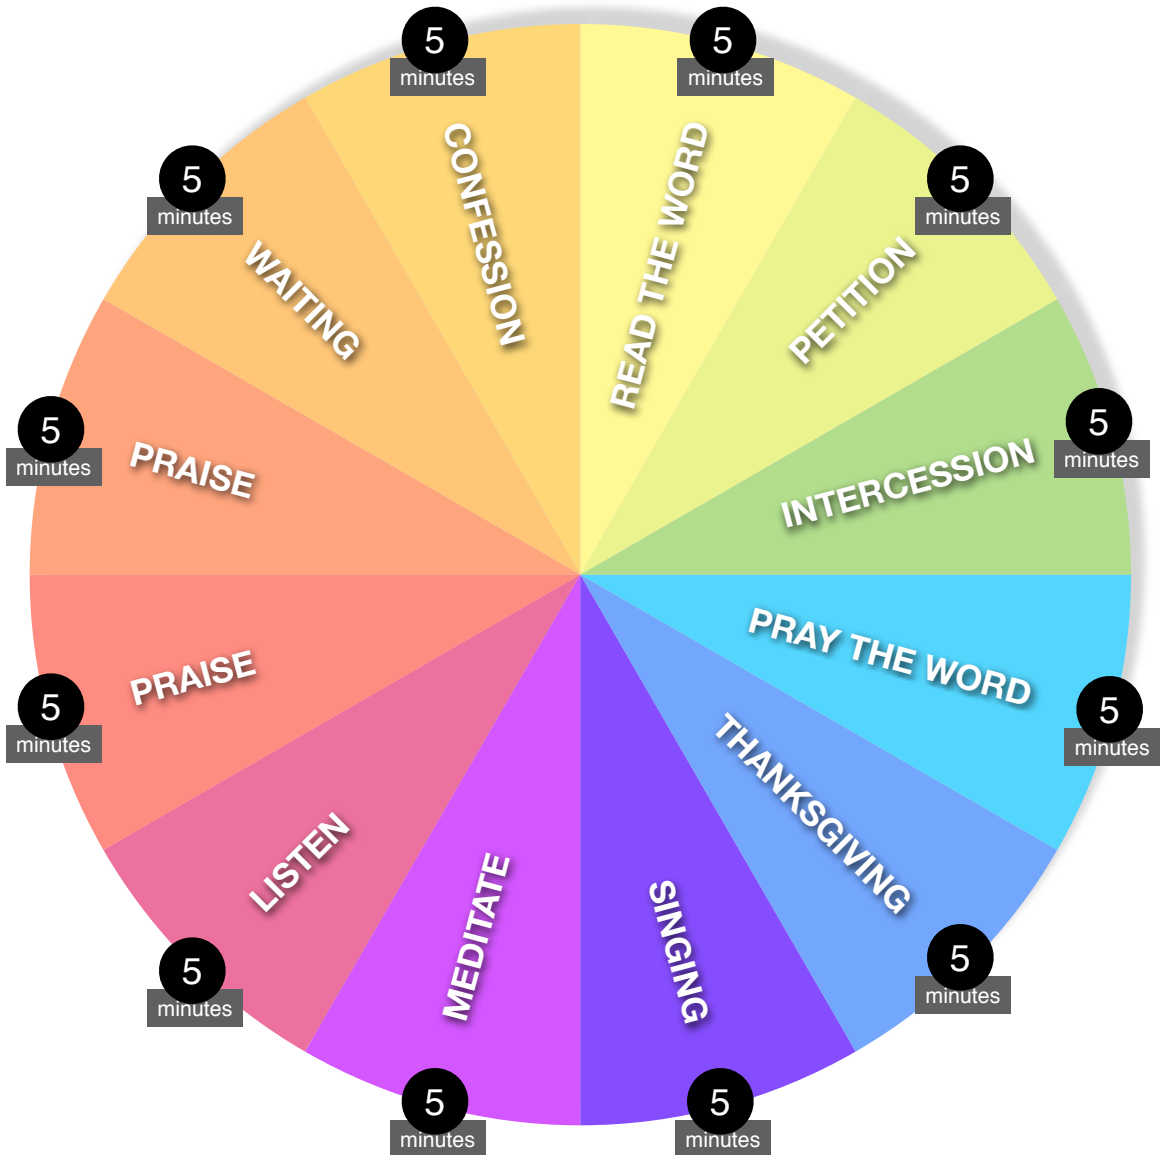 5
minutes
READ THE WORD
5
minutes
PETITION
5
minutes
INTERCESSION
5
minutes
PRAY THE WORD
5
minutes
THANKSGIVING
5
minutes
SINGING
5
minutes
MEDITATE
5
minutes
LISTEN
5
minutes
PRAISE
5
minutes
PRAISE
5
minutes
WAITING
5
minutes
CONFESSION